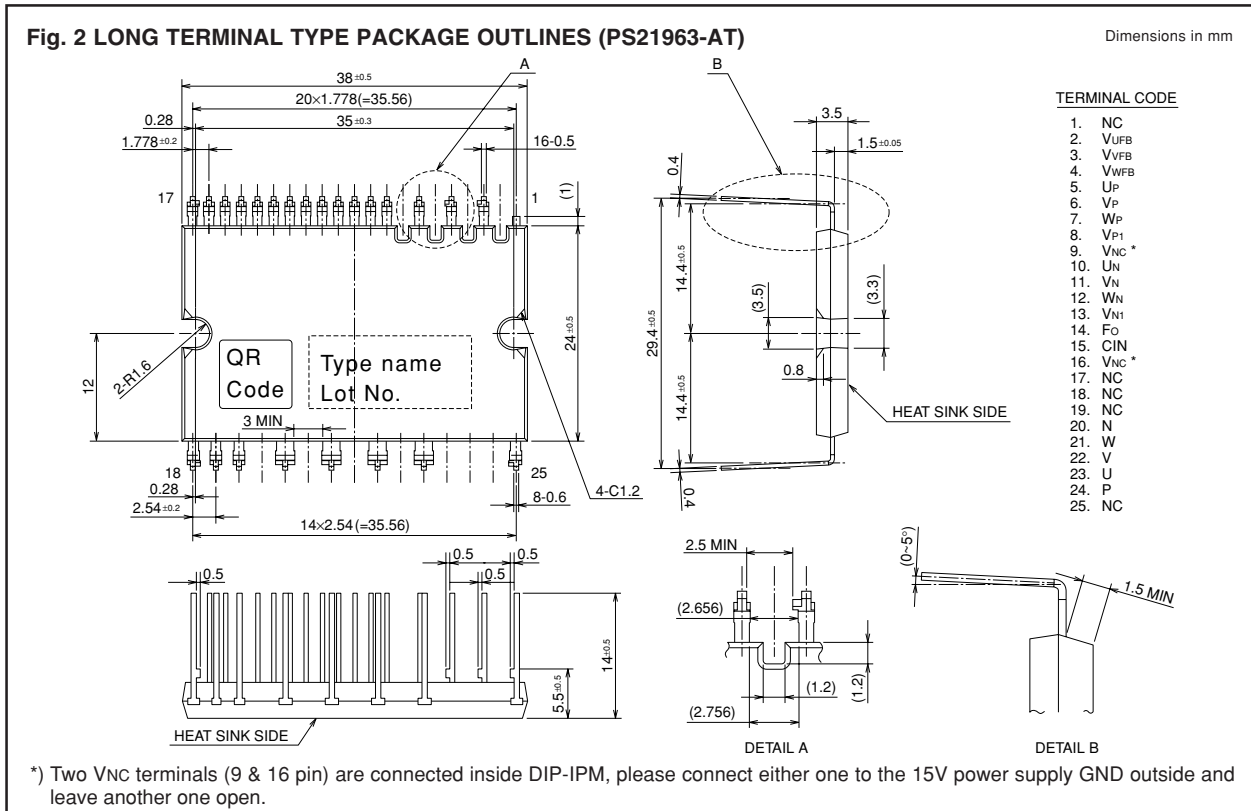 Fig. 2 LONG TERMINAL TYPE PACKAGE OUTLINES (PS21963-AT)
Dimensions in mm
A
B
38 ±0.5
20×1.778(=35.56)
35 ±0.3
0.28
1.778 ±0.2
16-0.5
17
1
(1)
QR
Code
Type name
Lot No.
2-R1.6
12
24 ±0.5
3 MIN
18
25
0.28
2.54 ±0.2
14×2.54(=35.56)
4-C1.2
8-0.6
3.5
1.5 ±0.05
0.4
14.4 ±0.5
29.4 ±0.5
14.4 ±0.5
(3.5)
(3.3)
0.8
HEAT SINK SIDE
0.4
TERMINAL CODE
1. NC
2. VUFB
3. VVFB
4. VWFB
5. UP
6. VP
7. WP
8. VP1
9. VNC *
10. UN
11. VN
12. WN
13. VN1
14. FO
15. CIN
16. VNC *
17. NC
18. NC
19. NC
20. N
21. W
22. V
23. U
24. P
25. NC
0.5
0.5
0.5
0.5
14 ±0.5
5.5 ±0.5
HEAT SINK SIDE
2.5 MIN
(2.656)
(1.2)
(1.2)
(2.756)
DETAIL A
(0~5°)
1.5 MIN
DETAIL B
*) Two VNC terminals (9 & 16 pin) are connected inside DIP-IPM, please connect either one to the 15V power supply GND outside and
leave another one open.